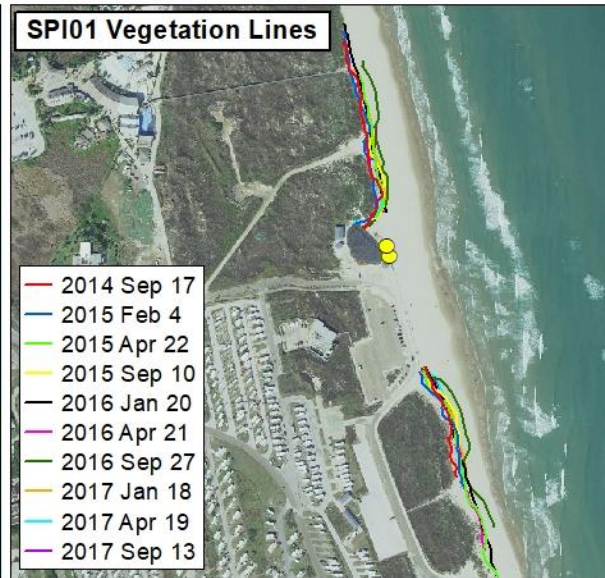 SPI01 Vegetation Lines
2014 Sep 17
2015 Feb 4
2015 Apr 22
2015 Sep 10
2016 Jan 20
2016 Apr 21
2016 Sep 27
2017 Jan 18
2017 Apr 19
2017 Sep 13